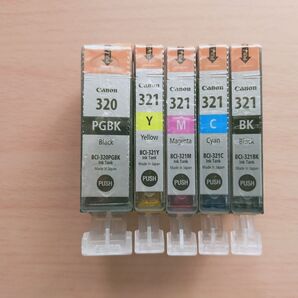 Canon
320
PGBK
Black
BCI-320PGBK
Ink Tank
Made in Japan
PUSH
Canon
321
Y
Yellow
BCI-321Y
Ink Tank
Made in Japan
PUSH
Canon
321
M
Magenta
BCI-321M
Ink Tank
Made in Japan
PUSH
Canon
321
C
Cyan
BCI-321C
Ink Tank
Made in Japan
PUSH
Canon
321
BK
Black
BCI-321BK
Ink Tank
Made in Japan
PUSH